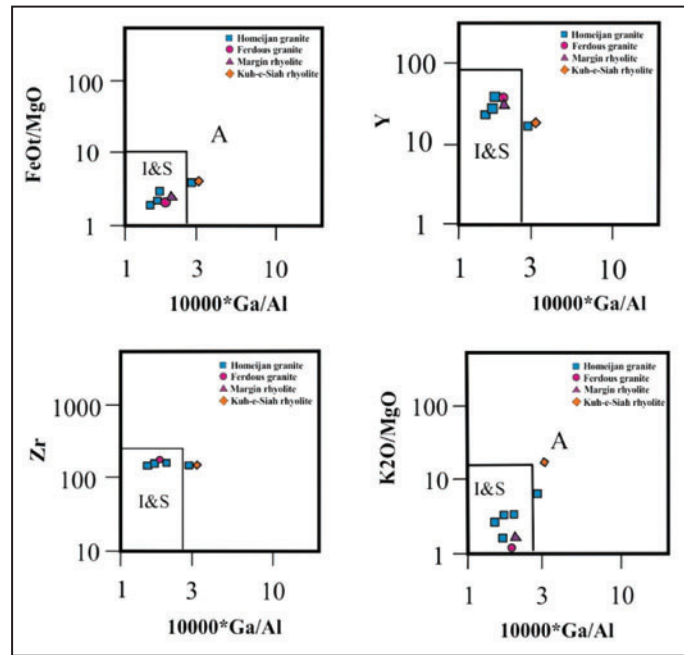 Homeijan granite
Ferdous granite
Margin rhyolite
Kuh-e-Siah rhyolite
FeOt/MgO
100
10
1
A
I&S
1
3
10
10000*Ga/Al
Homeijan granite
Ferdous granite
Margin rhyolite
Kuh-e-Siah rhyolite
Y
100
10
1
I&S
1
3
10
10000*Ga/Al
Homeijan granite
Ferdous granite
Margin rhyolite
Kuh-e-Siah rhyolite
Zr
1000
100
10
I&S
1
3
10
10000*Ga/Al
Homeijan granite
Ferdous granite
Margin rhyolite
Kuh-e-Siah rhyolite
K2O/MgO
100
10
1
A
I&S
1
3
10
10000*Ga/Al